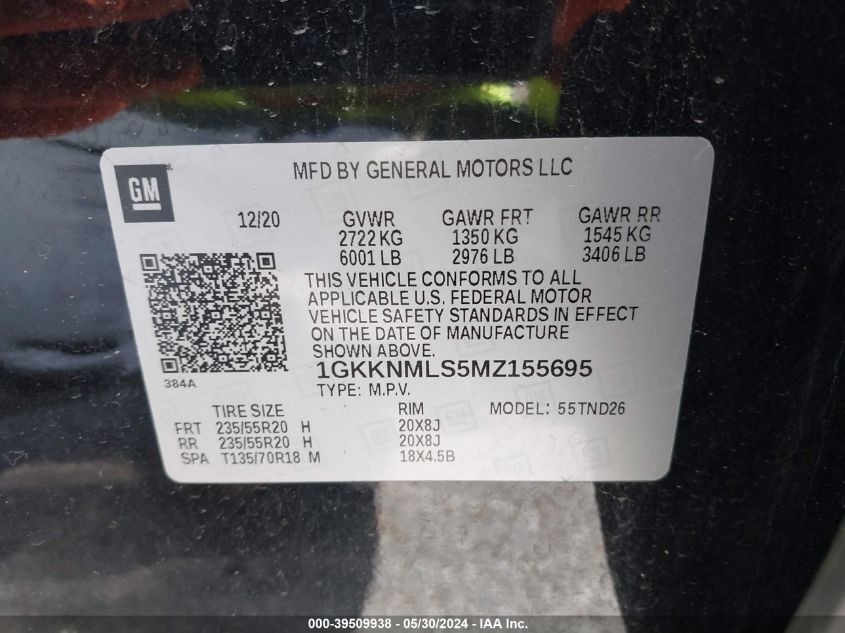 MFD BY GENERAL MOTORS LLC
GM
12/20
GVWR GAWR FRT GAWR RR
2722 KG 1350 KG 1545 KG
6001 LB 2976 LB 3406 LB
THIS VEHICLE CONFORMS TO ALL
APPLICABLE U.S. FEDERAL MOTOR
VEHICLE SAFETY STANDARDS IN EFFECT
ON THE DATE OF MANUFACTURE
SHOWN ABOVE.
384A
1GKKNMLS5MZ155695
TYPE: M.P.V.
TIRE SIZE RIM MODEL: 55TND26
FRT 235/55R20 H 20X8J
RR 235/55R20 H 20X8J
SPA T135/70R18 M 18X4.5B
000-39509938 - 05/30/2024 - IAA Inc.